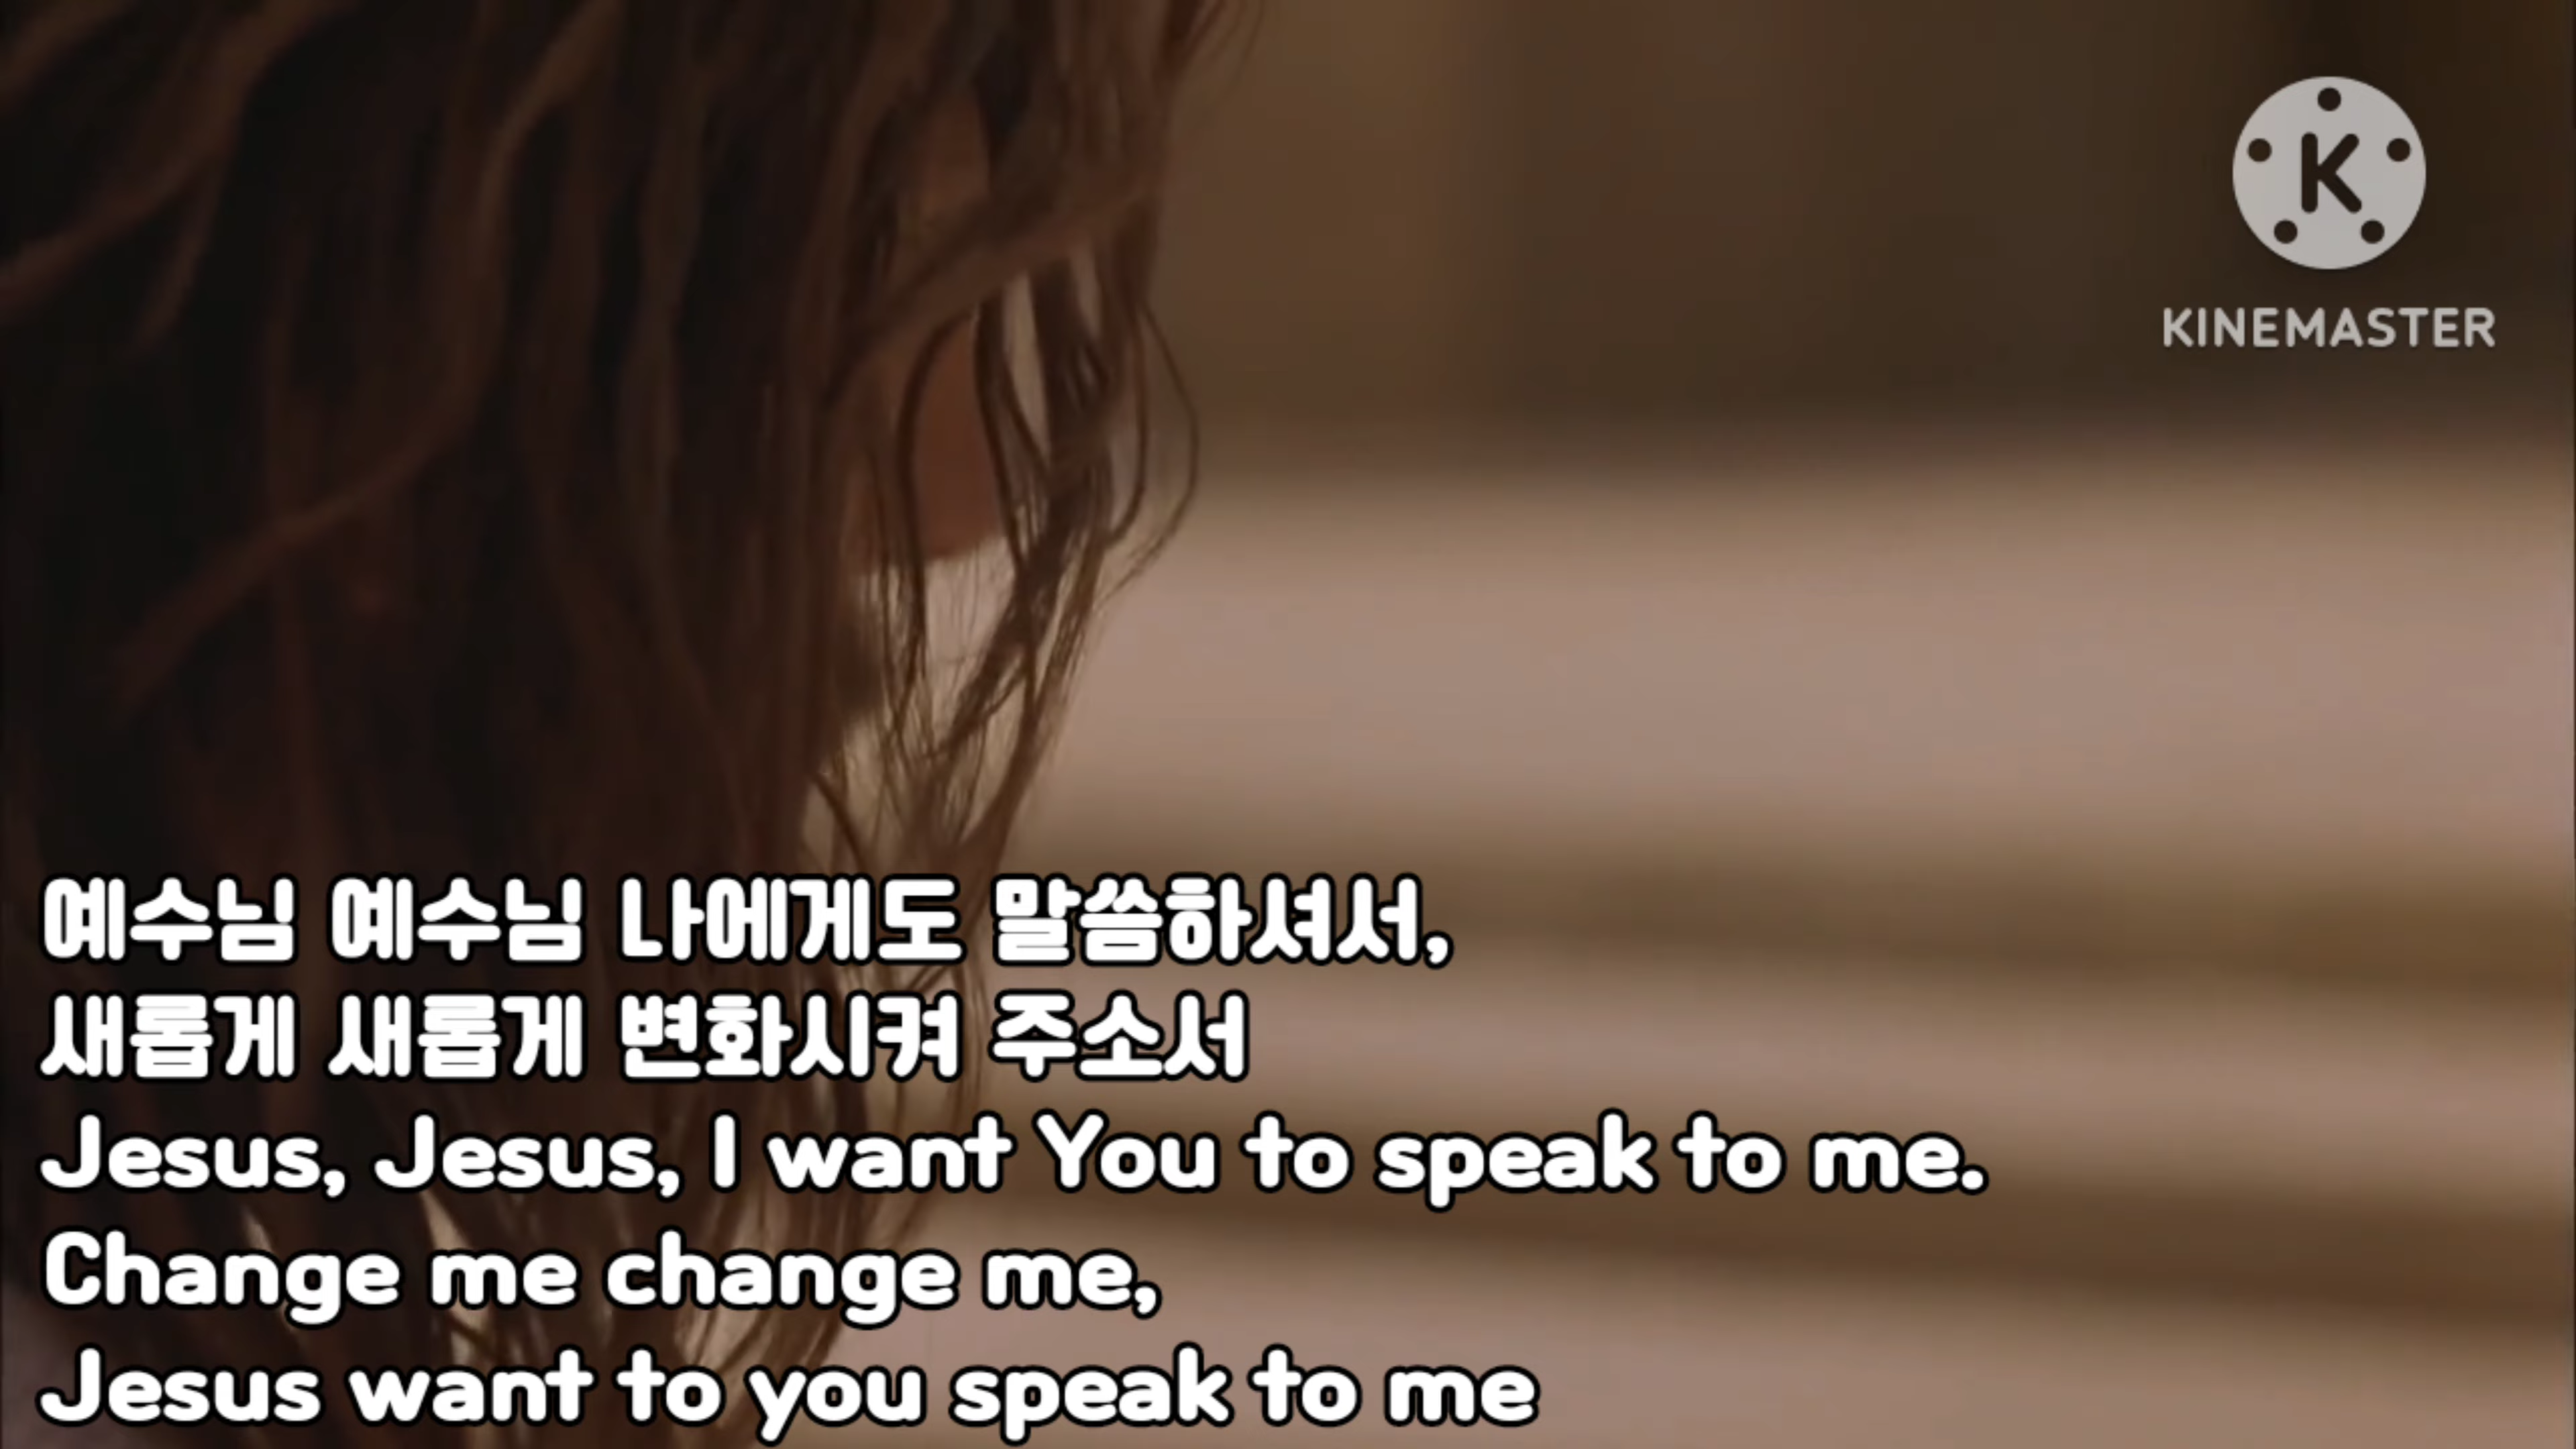 K
KINEMASTER
예수님 예수님 나에게도 말씀하셔서,
새롭게 새롭게 변화시켜 주소서
Jesus, Jesus, I want You to speak to me.
Change me change me,
Jesus want to you speak to me